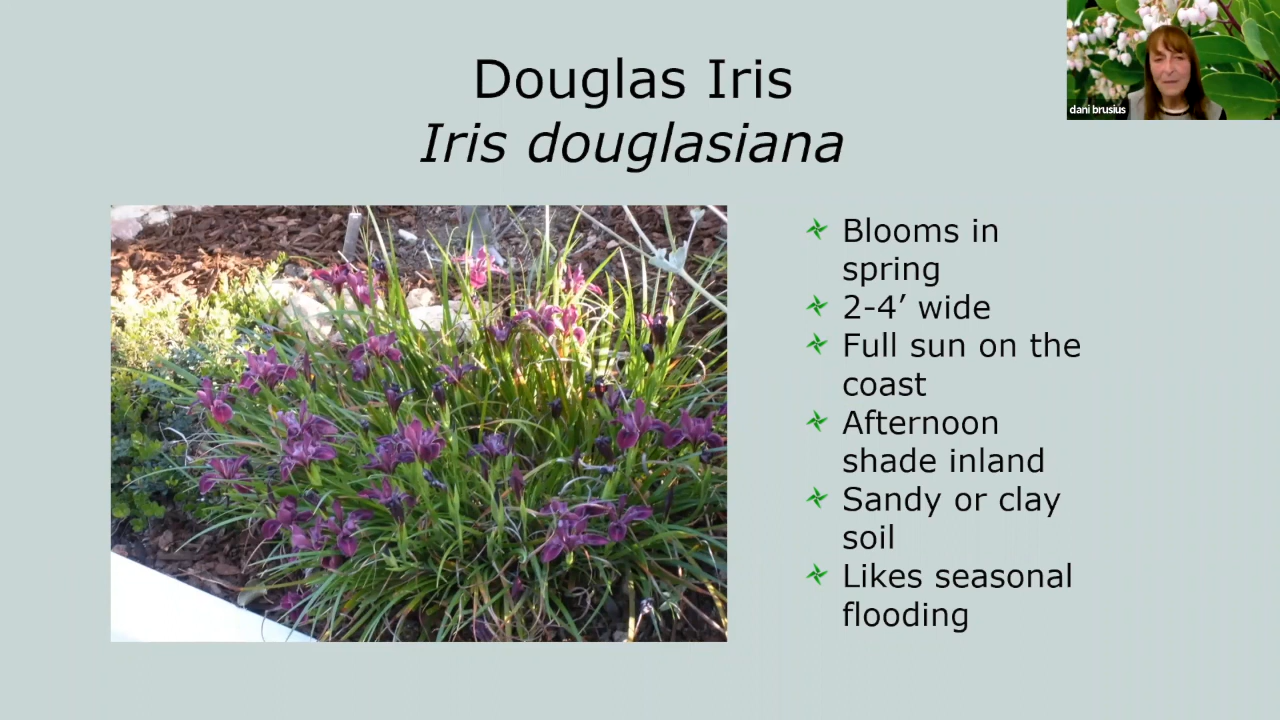 Douglas Iris
Iris douglasiana
dani brusius
Blooms in
spring
2-4’ wide
Full sun on the
coast
Afternoon
shade inland
Sandy or clay
soil
Likes seasonal
flooding